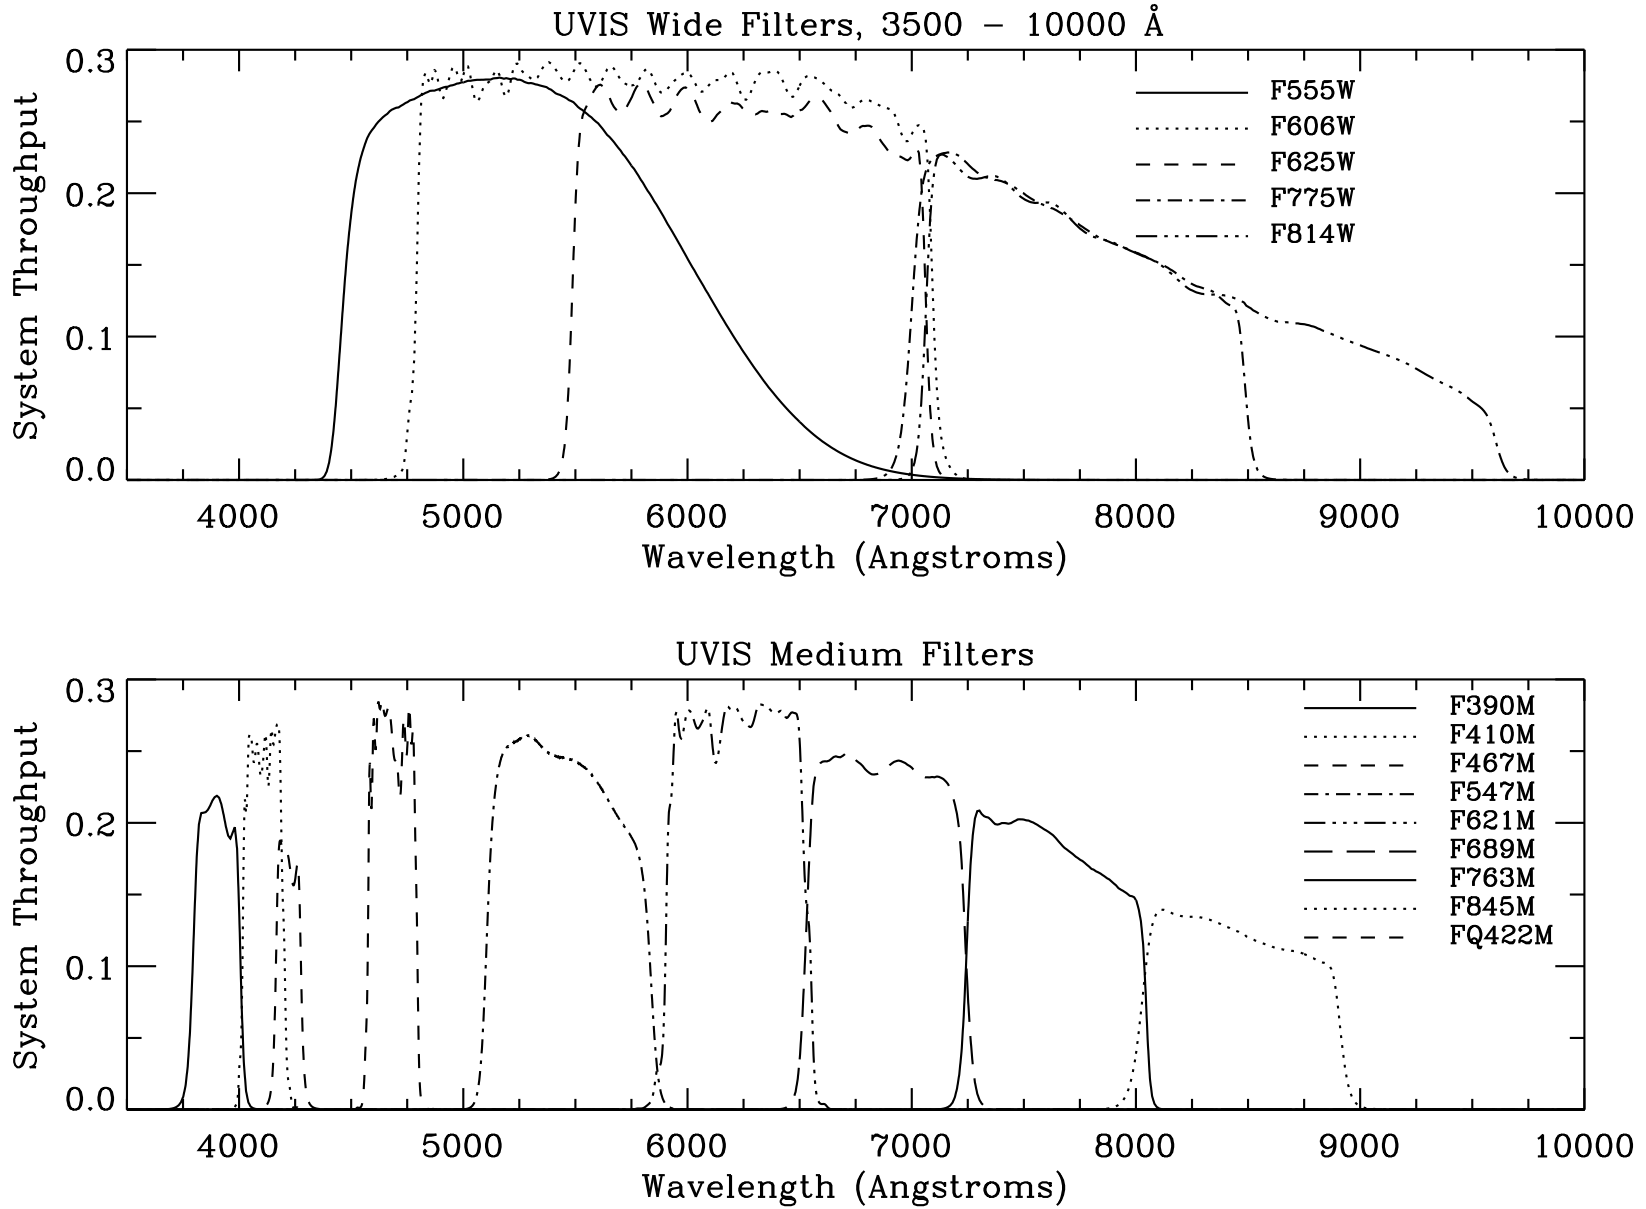 UVIS Wide Filters, 3500 – 10000 Å
System Throughput
0.3
0.2
0.1
0.0
F555W
F606W
F625W
F775W
F814W
4000 5000 6000 7000 8000 9000 10000
Wavelength (Angstroms)
UVIS Medium Filters
System Throughput
0.3
0.2
0.1
0.0
F390M
F410M
F467M
F547M
F621M
F689M
F763M
F845M
FQ422M
4000 5000 6000 7000 8000 9000 10000
Wavelength (Angstroms)